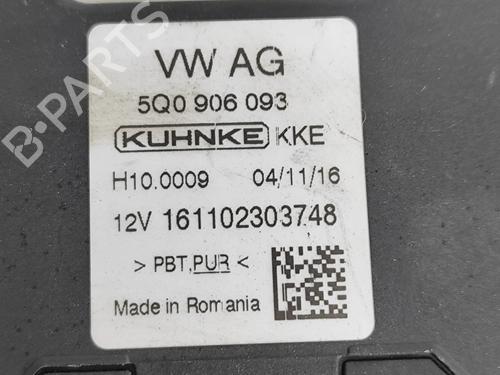 VW AG
5Q0 906 093
KUHNKE KKE
H10.0009 04/11/16
12V 161102303748
> PBT,PUR <
Made in Romania
B-PARTS